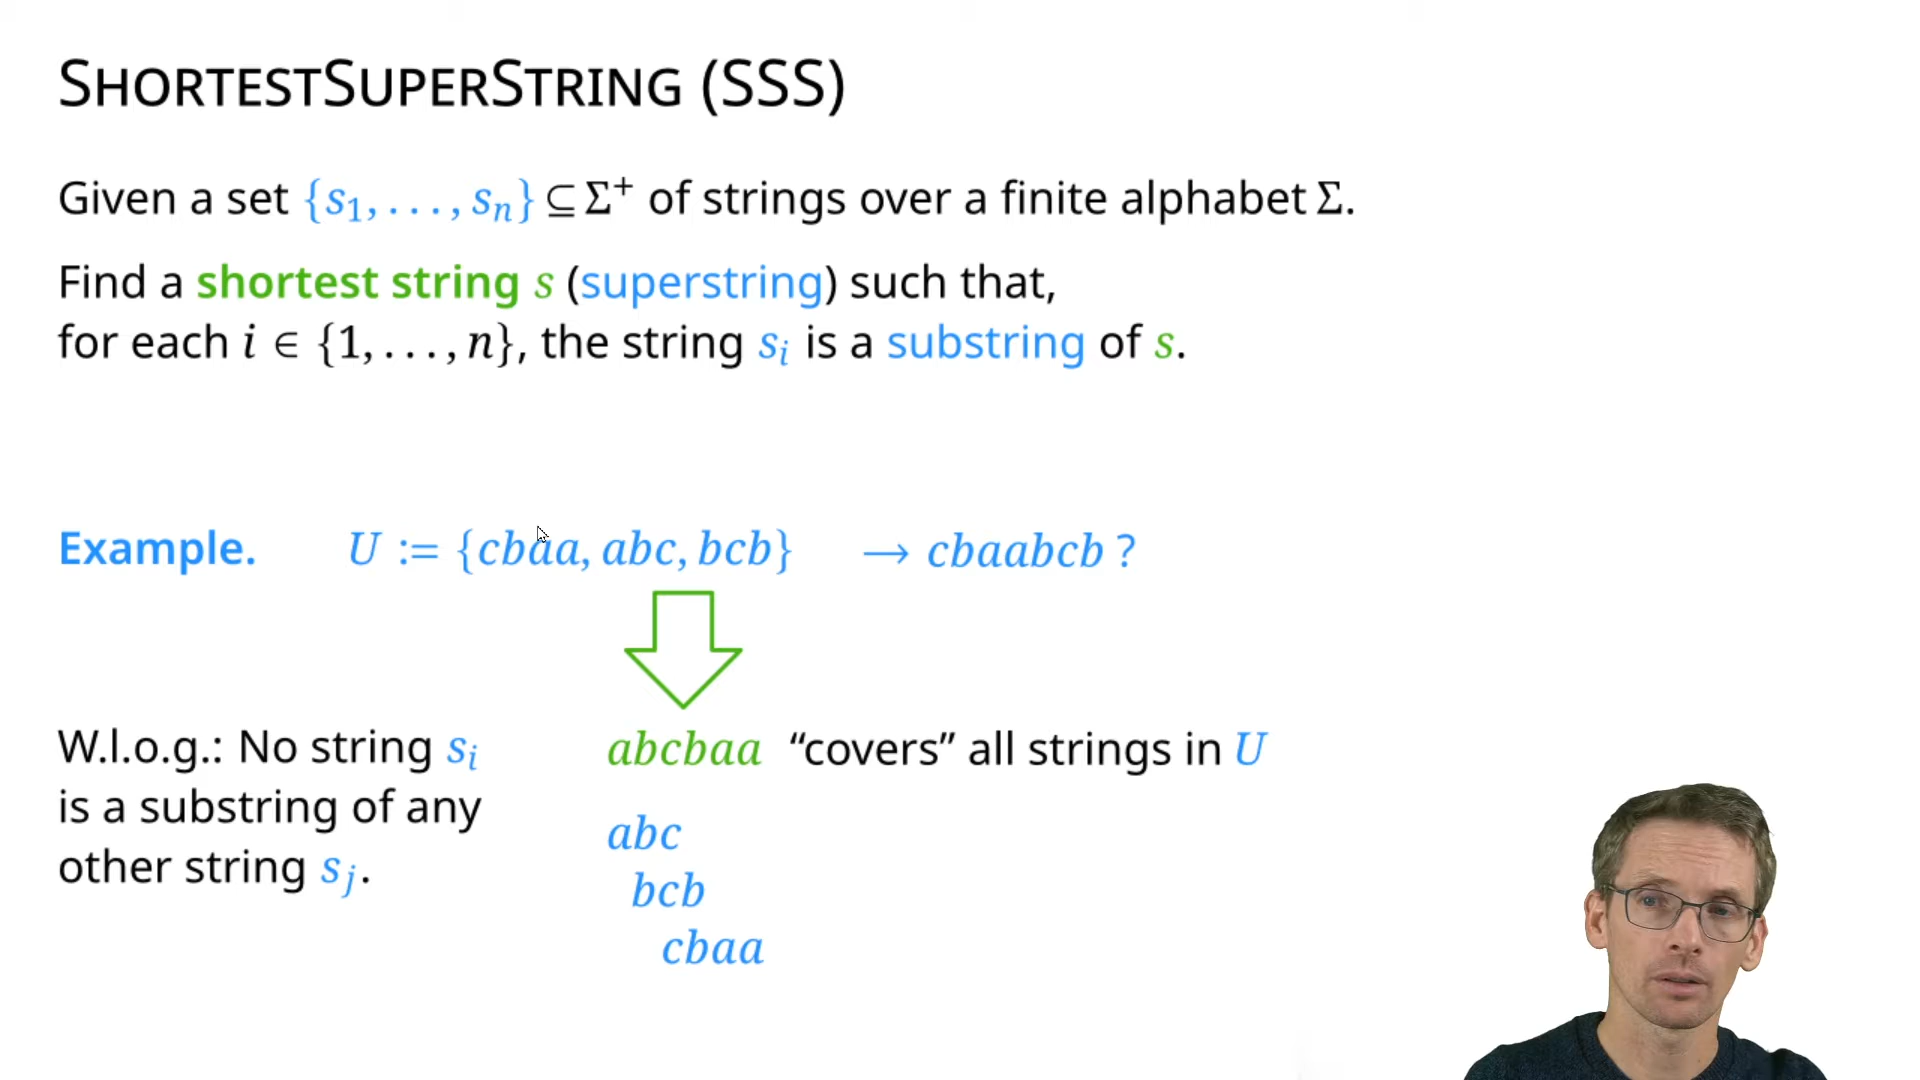 SHORTESTSUPERSTRING (SSS)
Given a set {s₁, . . . , sₙ} ⊆ Σ⁺ of strings over a finite alphabet Σ.
Find a shortest string s (superstring) such that,
for each i ∈ {1, . . . , n}, the string sᵢ is a substring of s.
Example. U := {cbaa, abc, bcb} → cbaabcb ?
W.l.o.g.: No string sᵢ
is a substring of any
other string sⱼ.
abcbaa “covers” all strings in U
abc
bcb
cbaa